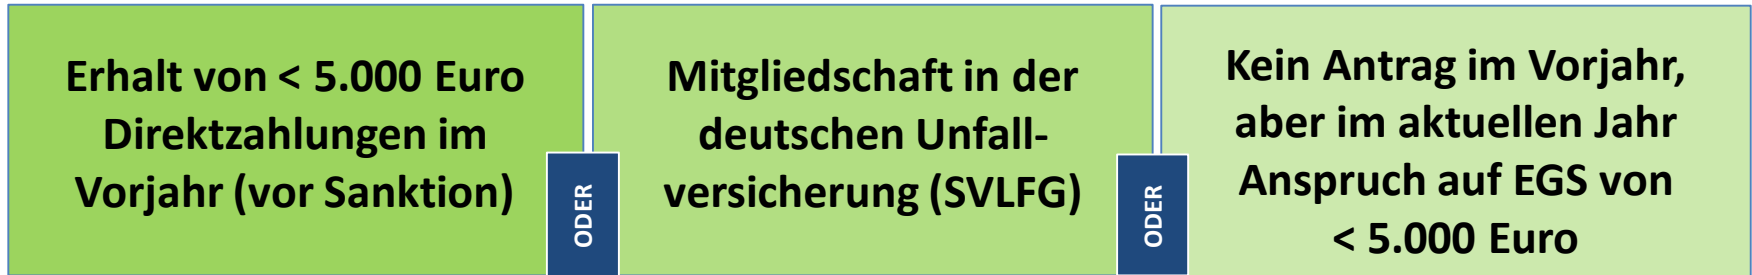 Erhalt von < 5.000 Euro
Direktzahlungen im
Vorjahr (vor Sanktion)
ODER
Mitgliedschaft in der
deutschen Unfall-
versicherung (SVLFG)
ODER
Kein Antrag im Vorjahr,
aber im aktuellen Jahr
Anspruch auf EGS von
< 5.000 Euro